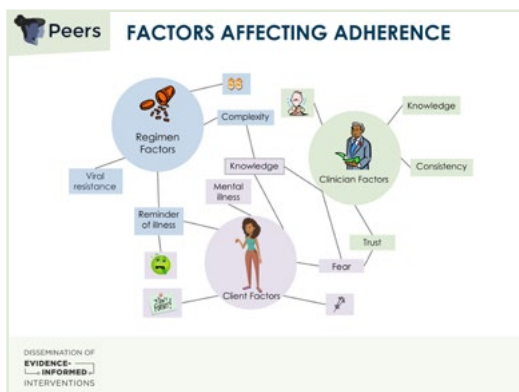 Peers
FACTORS AFFECTING ADHERENCE
Regimen
Factors
Complexity
Knowledge
Clinician Factors
Consistency
Viral
resistance
Knowledge
Mental
illness
Reminder
of illness
Trust
Fear
Client Factors
DISSEMINATION OF
EVIDENCE-
INFORMED
INTERVENTIONS